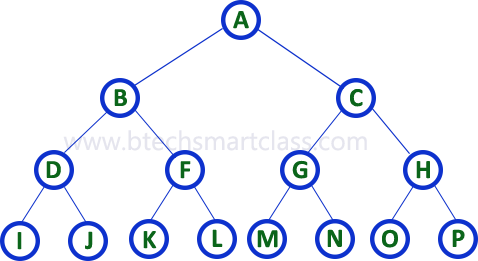 A
B C
www.btechsmartclass.com
D F G H
I J K L M N O P